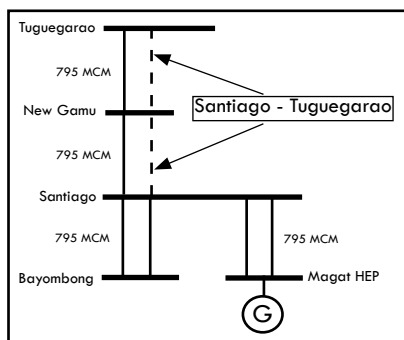 Tuguegarao
795 MCM
New Gamu
Santiago - Tuguegarao
795 MCM
Santiago
795 MCM
795 MCM
Bayombong
Magat HEP
G